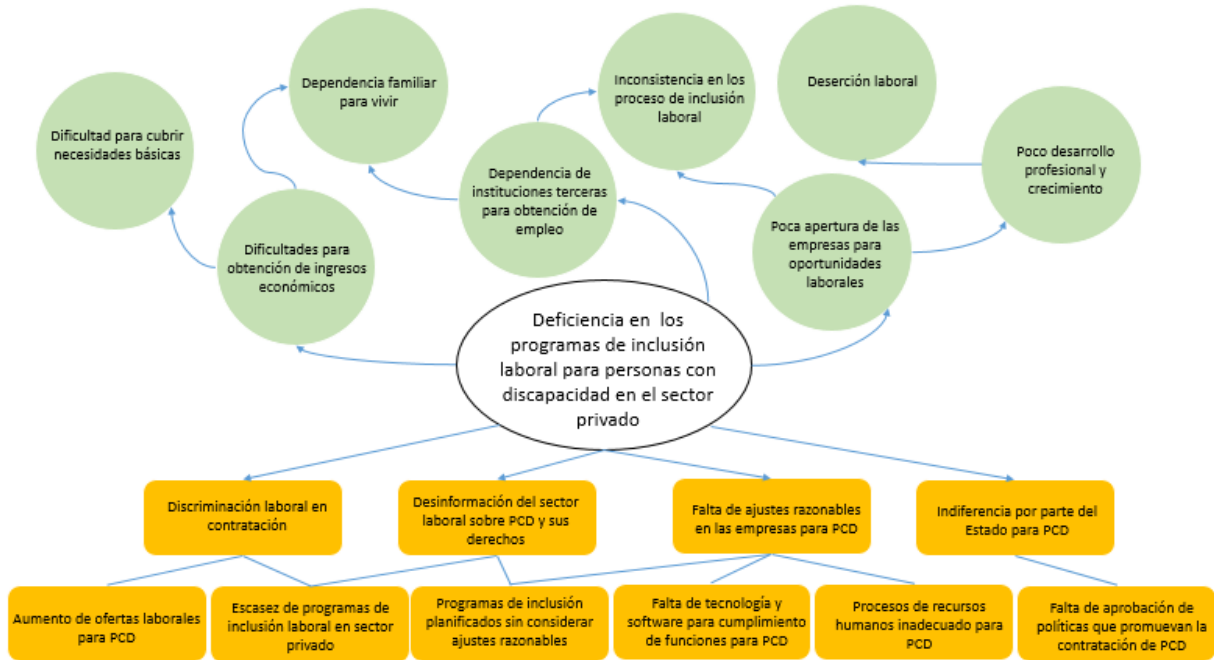 Dependencia familiar
para vivir
Inconsistencia en los
proceso de inclusión
laboral
Deserción laboral
Dificultad para cubrir
necesidades básicas
Dependencia de
instituciones terceras
para obtención de
empleo
Poco desarrollo
profesional y
crecimiento
Dificultades para
obtención de ingresos
económicos
Poca apertura de las
empresas para
oportunidades
laborales
Deficiencia en los
programas de inclusión
laboral para personas con
discapacidad en el sector
privado
Discriminación laboral en
contratación
Desinformación del sector
laboral sobre PCD y sus
derechos
Falta de ajustes razonables
en las empresas para PCD
Indiferencia por parte del
Estado para PCD
Aumento de ofertas laborales
para PCD
Escasez de programas de
inclusión laboral en sector
privado
Programas de inclusión
planificados sin considerar
ajustes razonables
Falta de tecnología y
software para cumplimiento
de funciones para PCD
Procesos de recursos
humanos inadecuado para
PCD
Falta de aprobación de
políticas que promuevan la
contratación de PCD